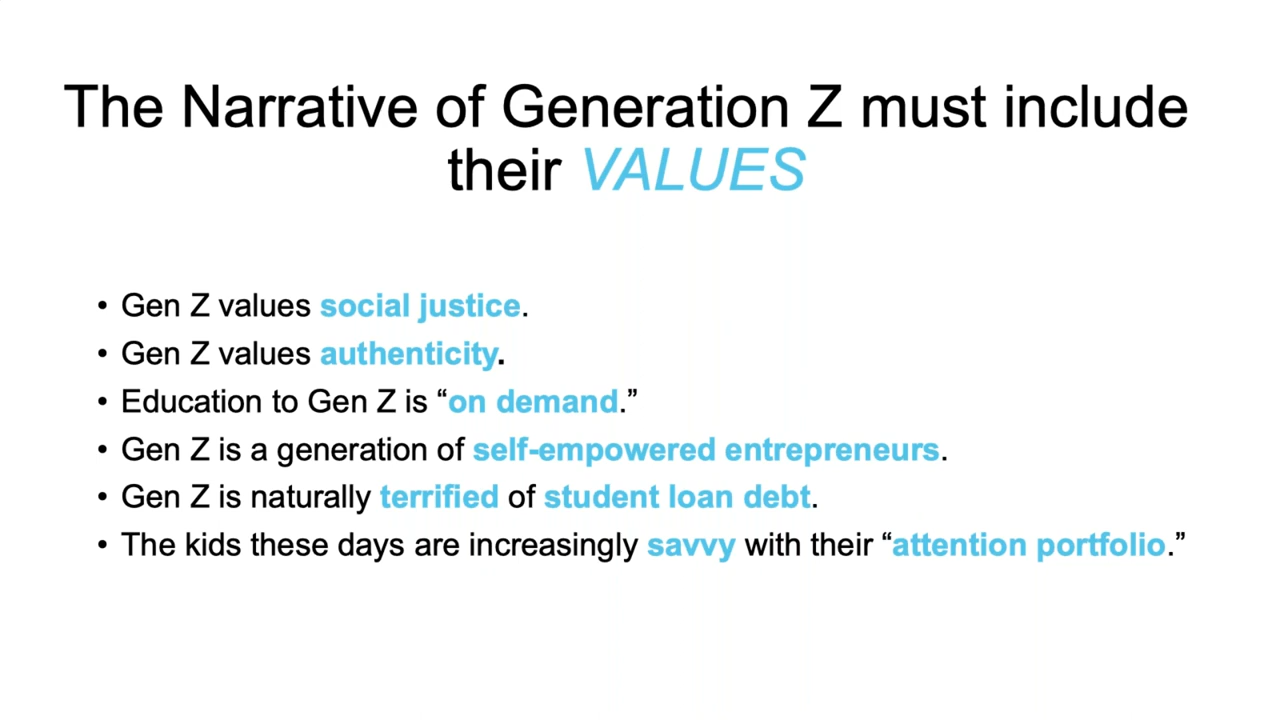 The Narrative of Generation Z must include
their VALUES
• Gen Z values social justice.
• Gen Z values authenticity.
• Education to Gen Z is “on demand.”
• Gen Z is a generation of self-empowered entrepreneurs.
• Gen Z is naturally terrified of student loan debt.
• The kids these days are increasingly savvy with their “attention portfolio.”